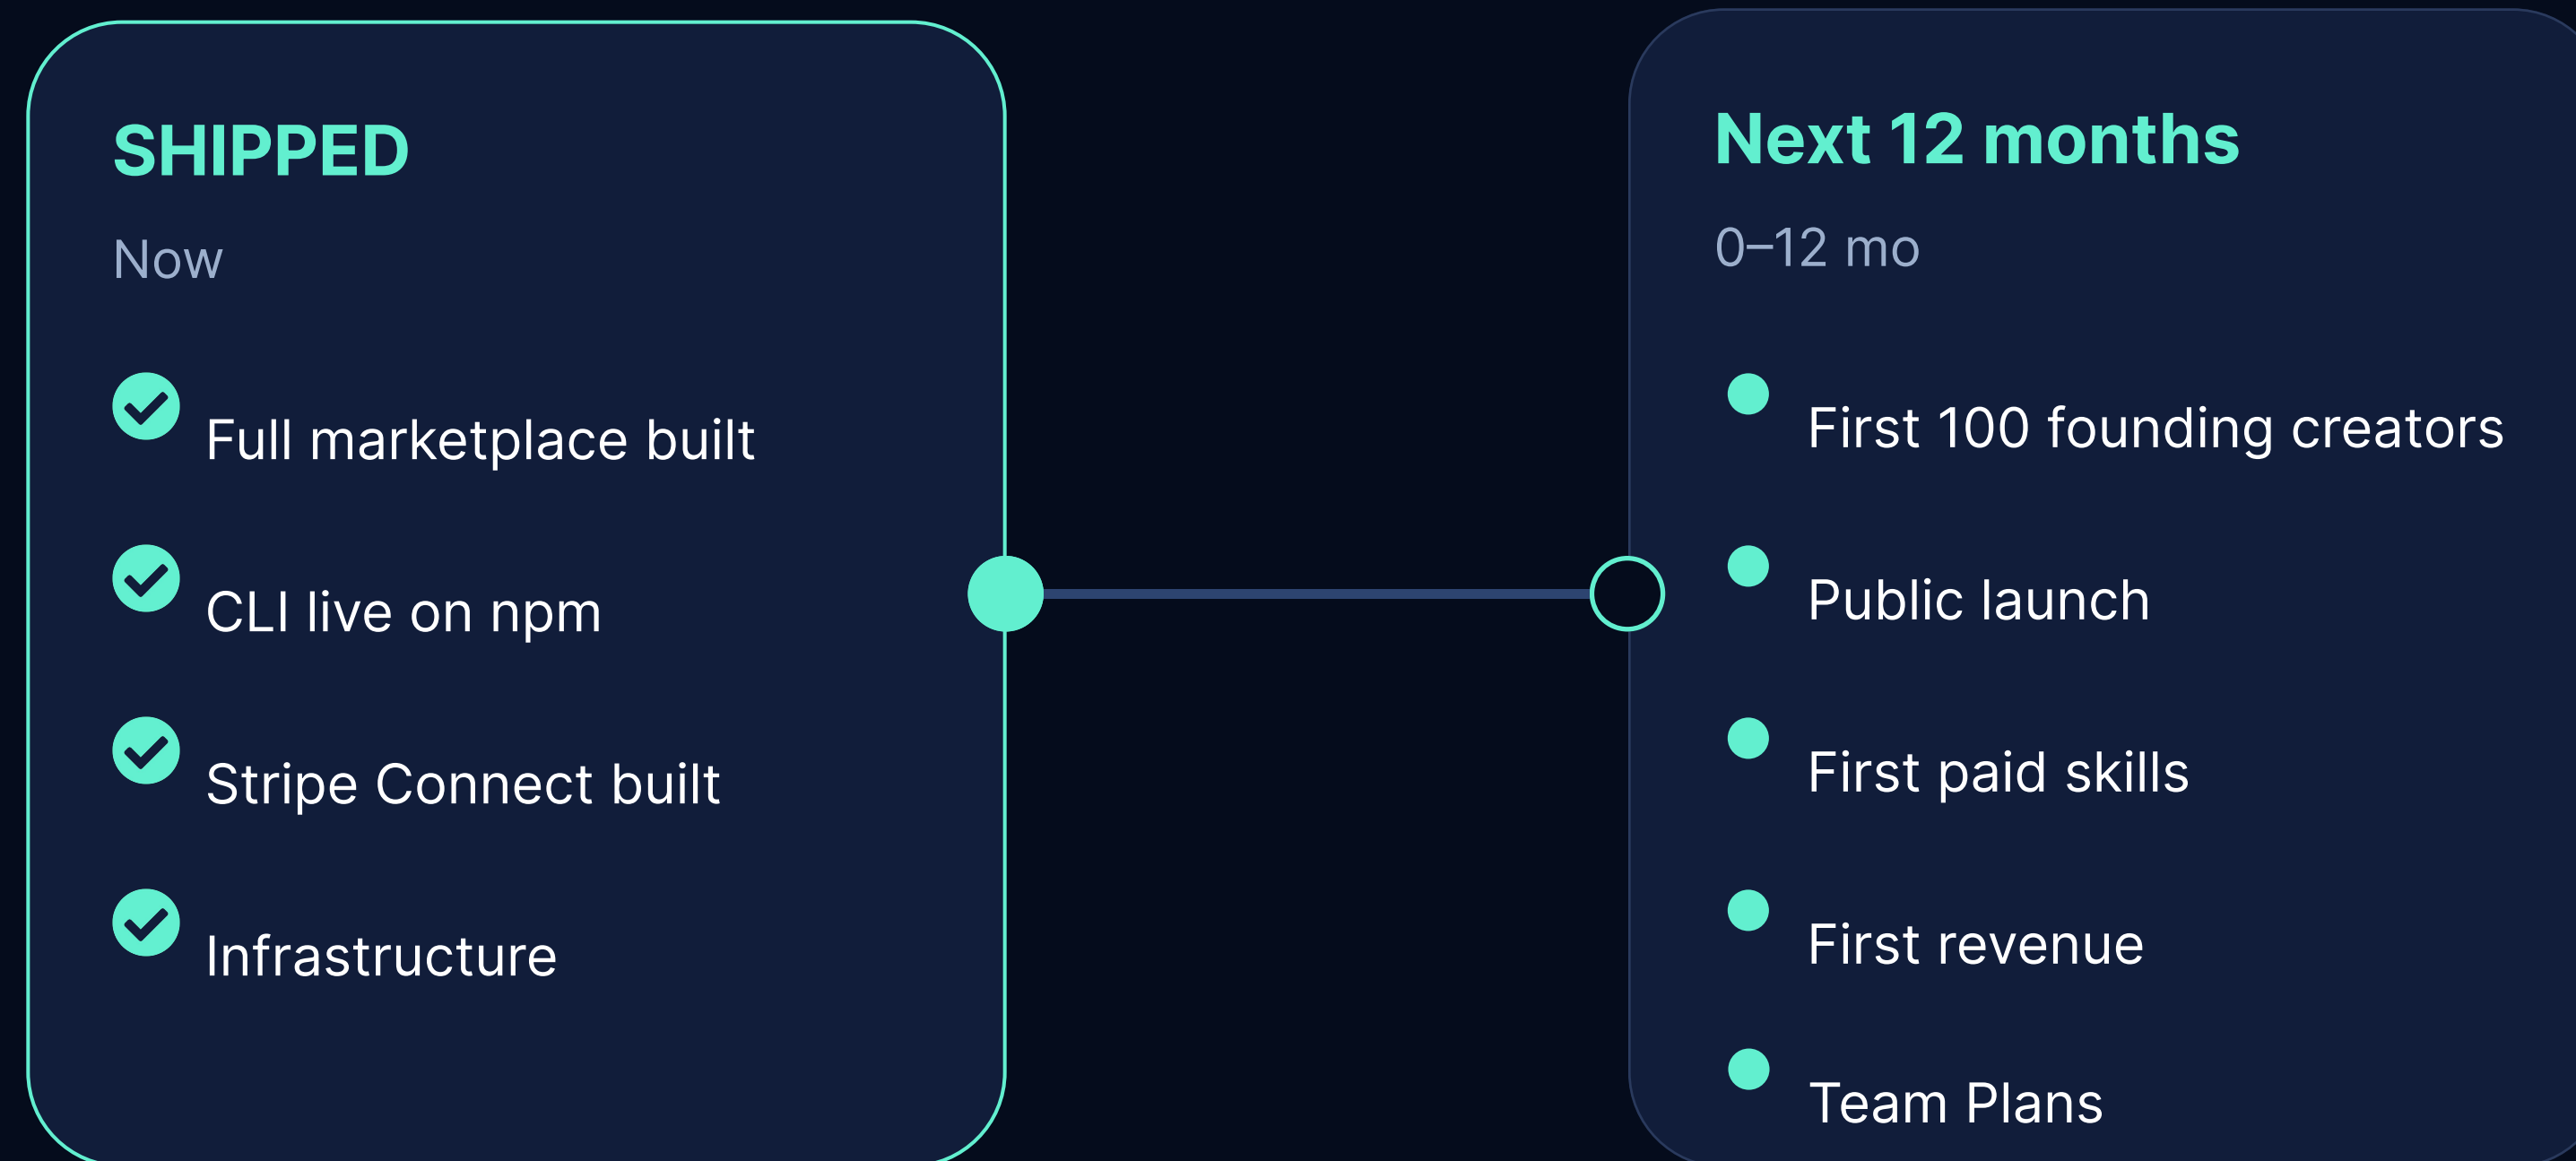 SHIPPED
Now
Full marketplace built
CLI live on npm
Stripe Connect built
Infrastructure
Next 12 months
0–12 mo
First 100 founding creators
Public launch
First paid skills
First revenue
Team Plans